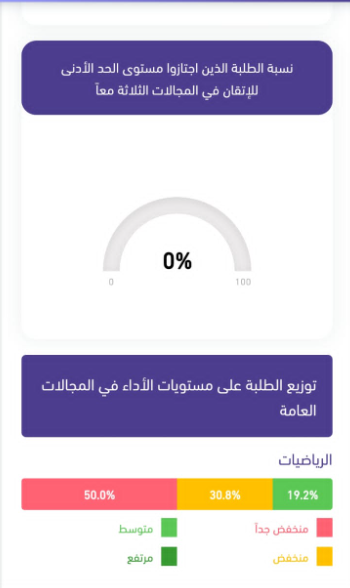 نسبة الطلبة الذين اجتازوا مستوى الحد الأدنى
للإتقان في المجالات الثلاثة معاً
0%
0
100
توزيع الطلبة على مستويات الأداء في المجالات
العامة
الرياضيات
19.2%
30.8%
50.0%
منخفض جداً
متوسط
منخفض
مرتفع